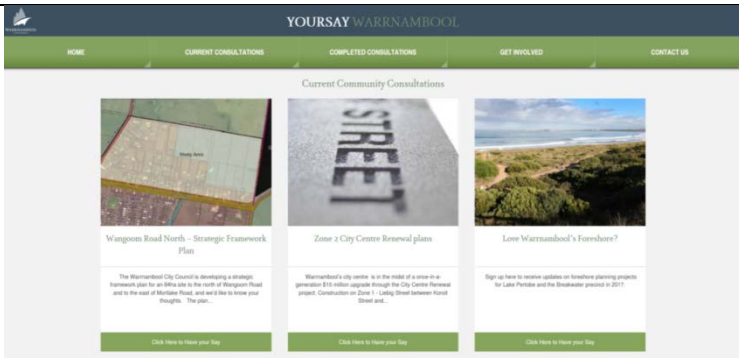 YOURSAY WARRNAMBOOL
HOME
CURRENT CONSULTATIONS
COMPLETED CONSULTATIONS
GET INVOLVED
CONTACT US
Current Community Consultations
Study Area
STREET
Wangoom Road North – Strategic Framework
Plan
The Warrnambool City Council is developing a strategic
framework plan for an 84ha site to the north of Wangoom Road
and to the east of Mortlake Road, and we'd like to know your
thoughts. The plan...
Click Here to Have your Say
Zone 2 City Centre Renewal plans
Warrnambool's city centre is in the midst of a once-in-a-
generation $15 million upgrade through the City Centre Renewal
project. Construction on Zone 1 - Liebig Street between Koroit
Street and...
Click Here to Have your Say
Love Warrnambool's Foreshore?
Sign up here to receive updates on foreshore planning projects
for Lake Pertobe and the Breakwater precinct in 2017.
Click Here to Have your Say